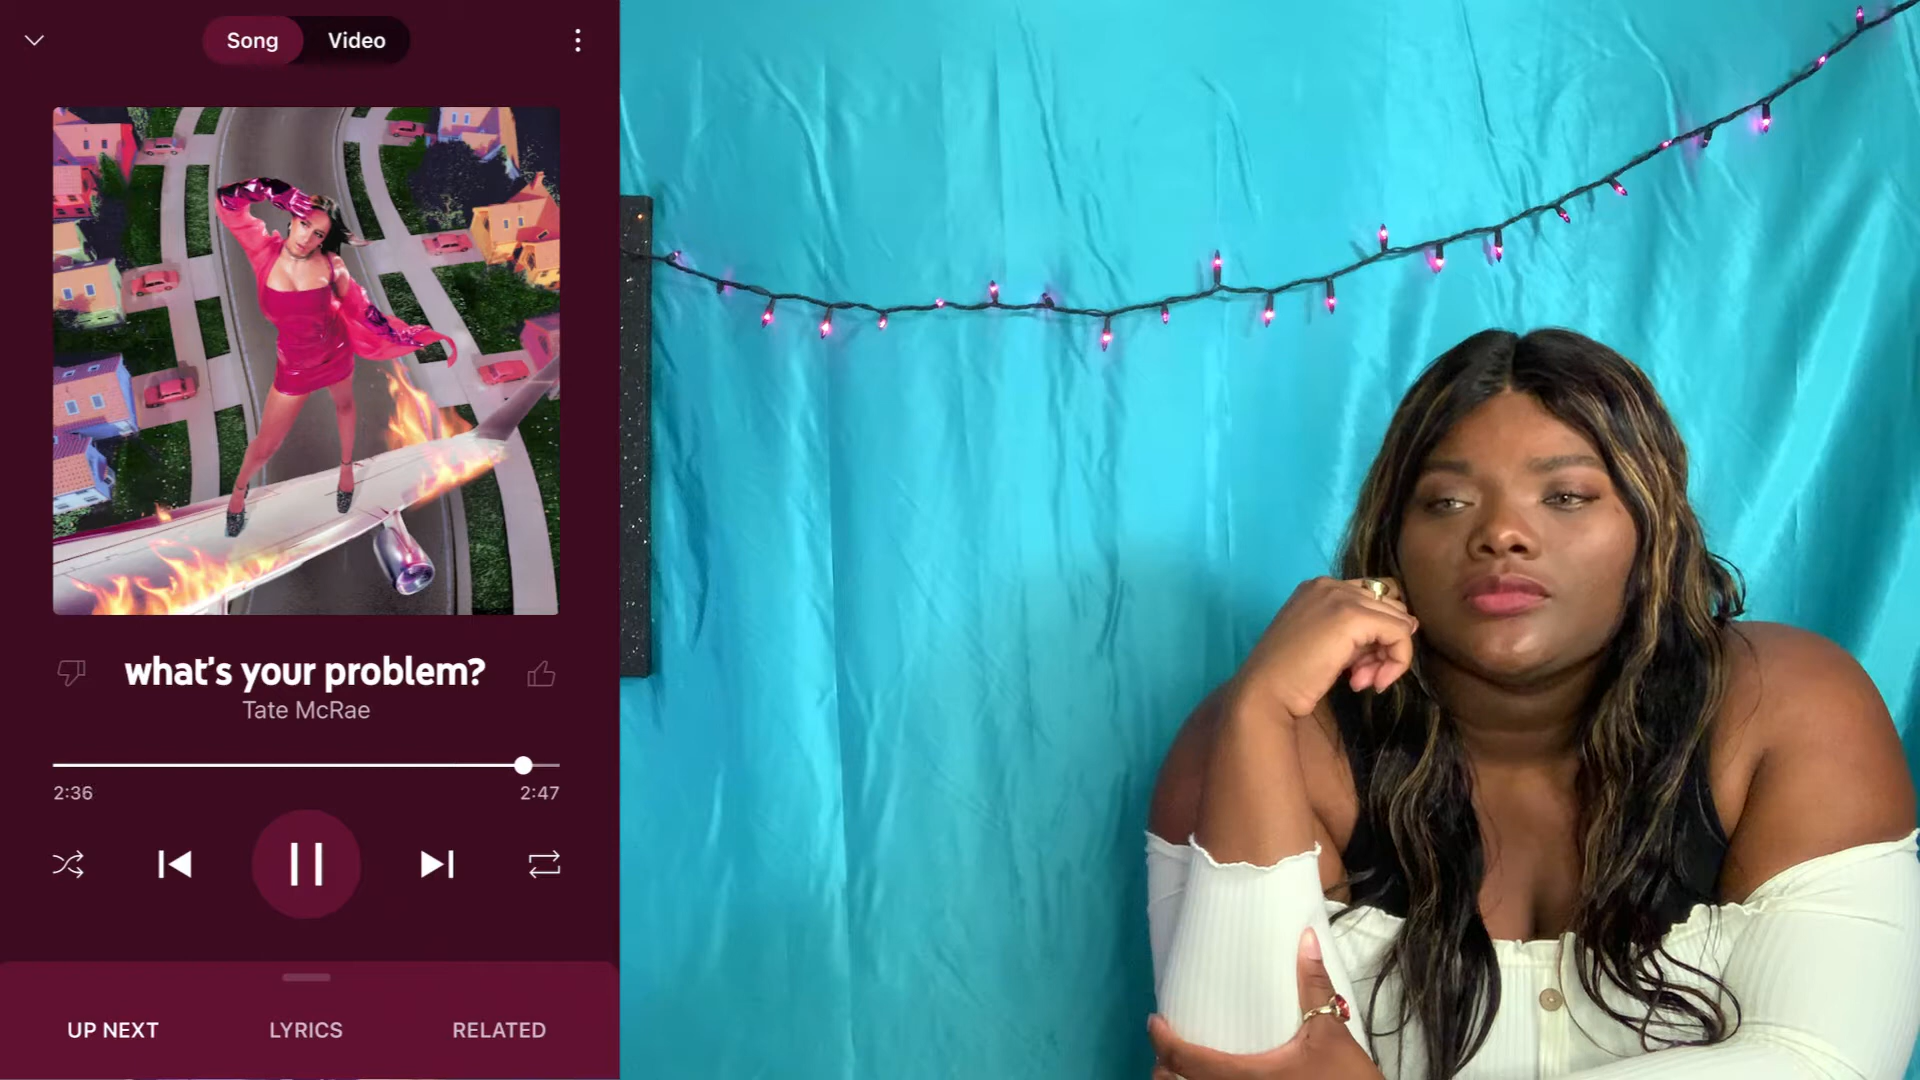 Song Video
what's your problem?
Tate McRae
2:36 2:47
UP NEXT LYRICS RELATED